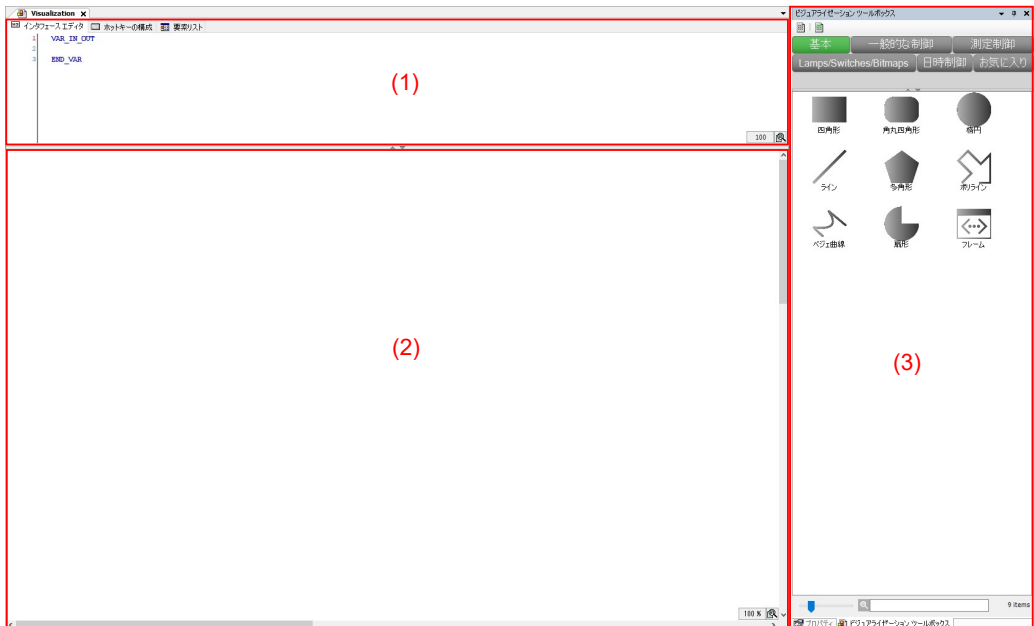 Visualization
ビジュアライゼーション ツールボックス
インタフェース エディタ ホットキーの構成 要素リスト
1 VAR_IN_OUT
2
3 END_VAR
(1)
100
基本 一般的な制御 測定制御
Lamps/Switches/Bitmaps 日時制御 お気に入り
四角形 角丸四角形 楕円
ライン 多角形 ポリライン
ベジェ曲線 扇形 フレーム
(2)
(3)
100 %
9 items
プロパティ ビジュアライゼーション ツールボックス